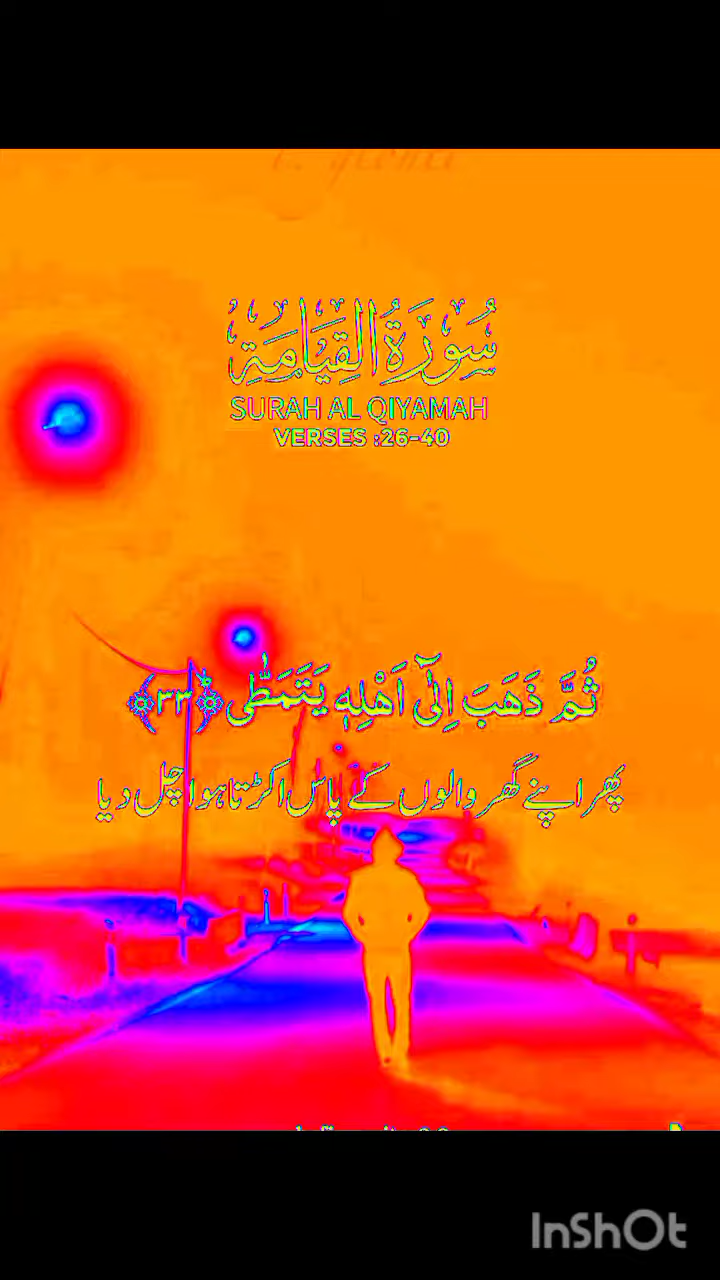 سُورَةُ الْقِيَامَةِ
SURAH AL QIYAMAH
VERSES :26-40
ثُمَّ ذَهَبَ اِلٰٓى اَهْلِهٖ يَتَمَطّٰى ﴿٣٣﴾
پھر اپنے گھر والوں کے پاس اکڑتا ہوا چل دیا
InShOt